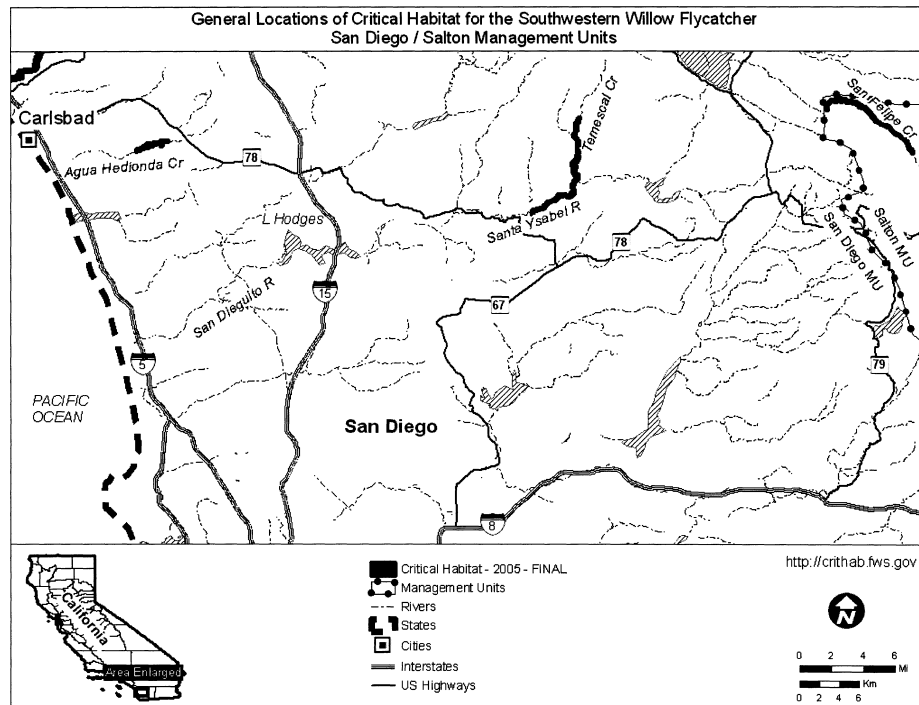 General Locations of Critical Habitat for the Southwestern Willow Flycatcher
San Diego / Salton Management Units
Carlsbad
Agua Hedionda Cr
78
L Hodges
San Dieguito R
15
5
PACIFIC
OCEAN
San Diego
Temescal Cr
Santa Ysabel R
78
67
San Felipe Cr
Salton MU
San Diego MU
79
8
California
Area Enlarged
Critical Habitat - 2005 - FINAL
Management Units
Rivers
States
Cities
Interstates
US Highways
http://crithab.fws.gov
N
0 2 4 6
Mi
Km
0 2 4 6